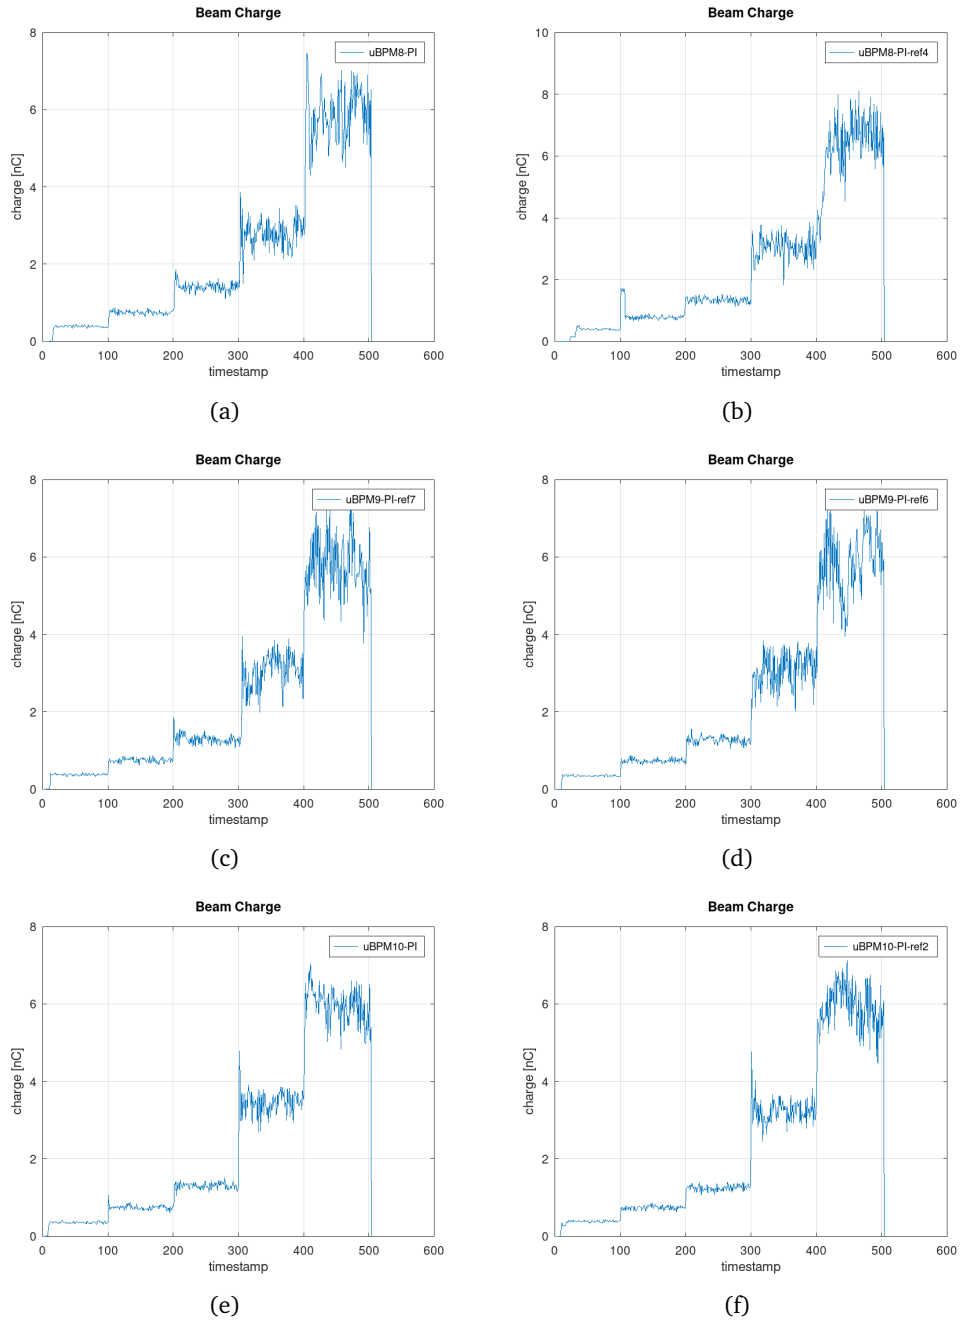 Beam Charge
uBPM8-PI
charge [nC]
8
6
4
2
0
0 100 200 300 400 500 600
timestamp
(a)
Beam Charge
uBPM8-PI-ref4
charge [nC]
10
8
6
4
2
0
0 100 200 300 400 500 600
timestamp
(b)
Beam Charge
uBPM9-PI-ref7
charge [nC]
8
6
4
2
0
0 100 200 300 400 500 600
timestamp
(c)
Beam Charge
uBPM9-PI-ref6
charge [nC]
8
6
4
2
0
0 100 200 300 400 500 600
timestamp
(d)
Beam Charge
uBPM10-PI
charge [nC]
8
6
4
2
0
0 100 200 300 400 500 600
timestamp
(e)
Beam Charge
uBPM10-PI-ref2
charge [nC]
8
6
4
2
0
0 100 200 300 400 500 600
timestamp
(f)